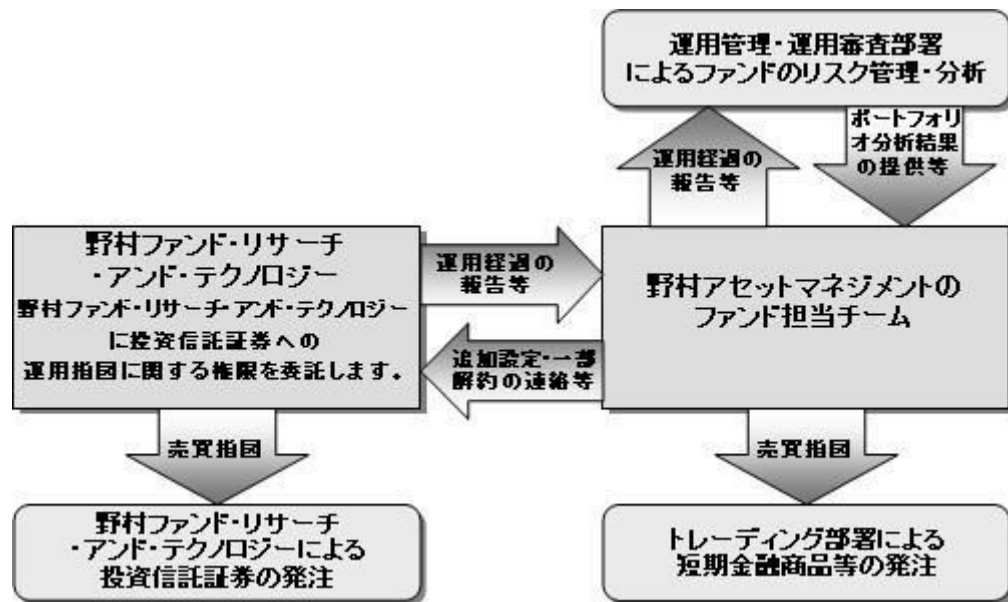 運用管理・運用審査部署
によるファンドのリスク管理・分析
運用経過の
報告等
ポートフォリ
オ分析結果
の提供等
野村ファンド・リサーチ
・アンド・テクノロジー
野村ファンド・リサーチ・アンド・テクノロジー
に投資信託証券への
運用指図に関する権限を委託します。
運用経過の
報告等
追加設定・一部
解約の連絡等
野村アセットマネジメントの
ファンド担当チーム
売買指図
売買指図
野村ファンド・リサーチ
・アンド・テクノロジーによる
投資信託証券の発注
トレーディング部署による
短期金融商品等の発注